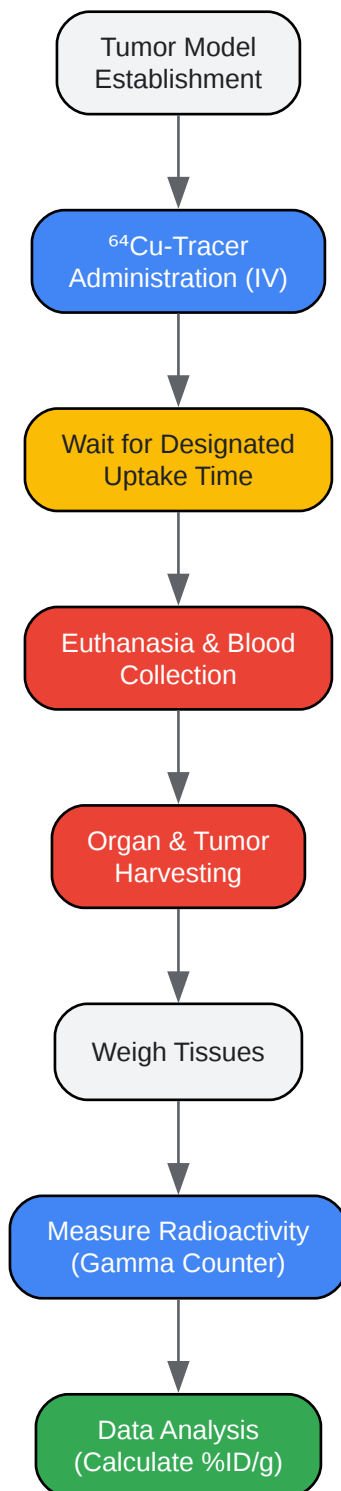 Tumor Model
Establishment
⁶⁴Cu-Tracer
Administration (IV)
Wait for Designated
Uptake Time
Euthanasia & Blood
Collection
Organ & Tumor
Harvesting
Weigh Tissues
Measure Radioactivity
(Gamma Counter)
Data Analysis
(Calculate %ID/g)